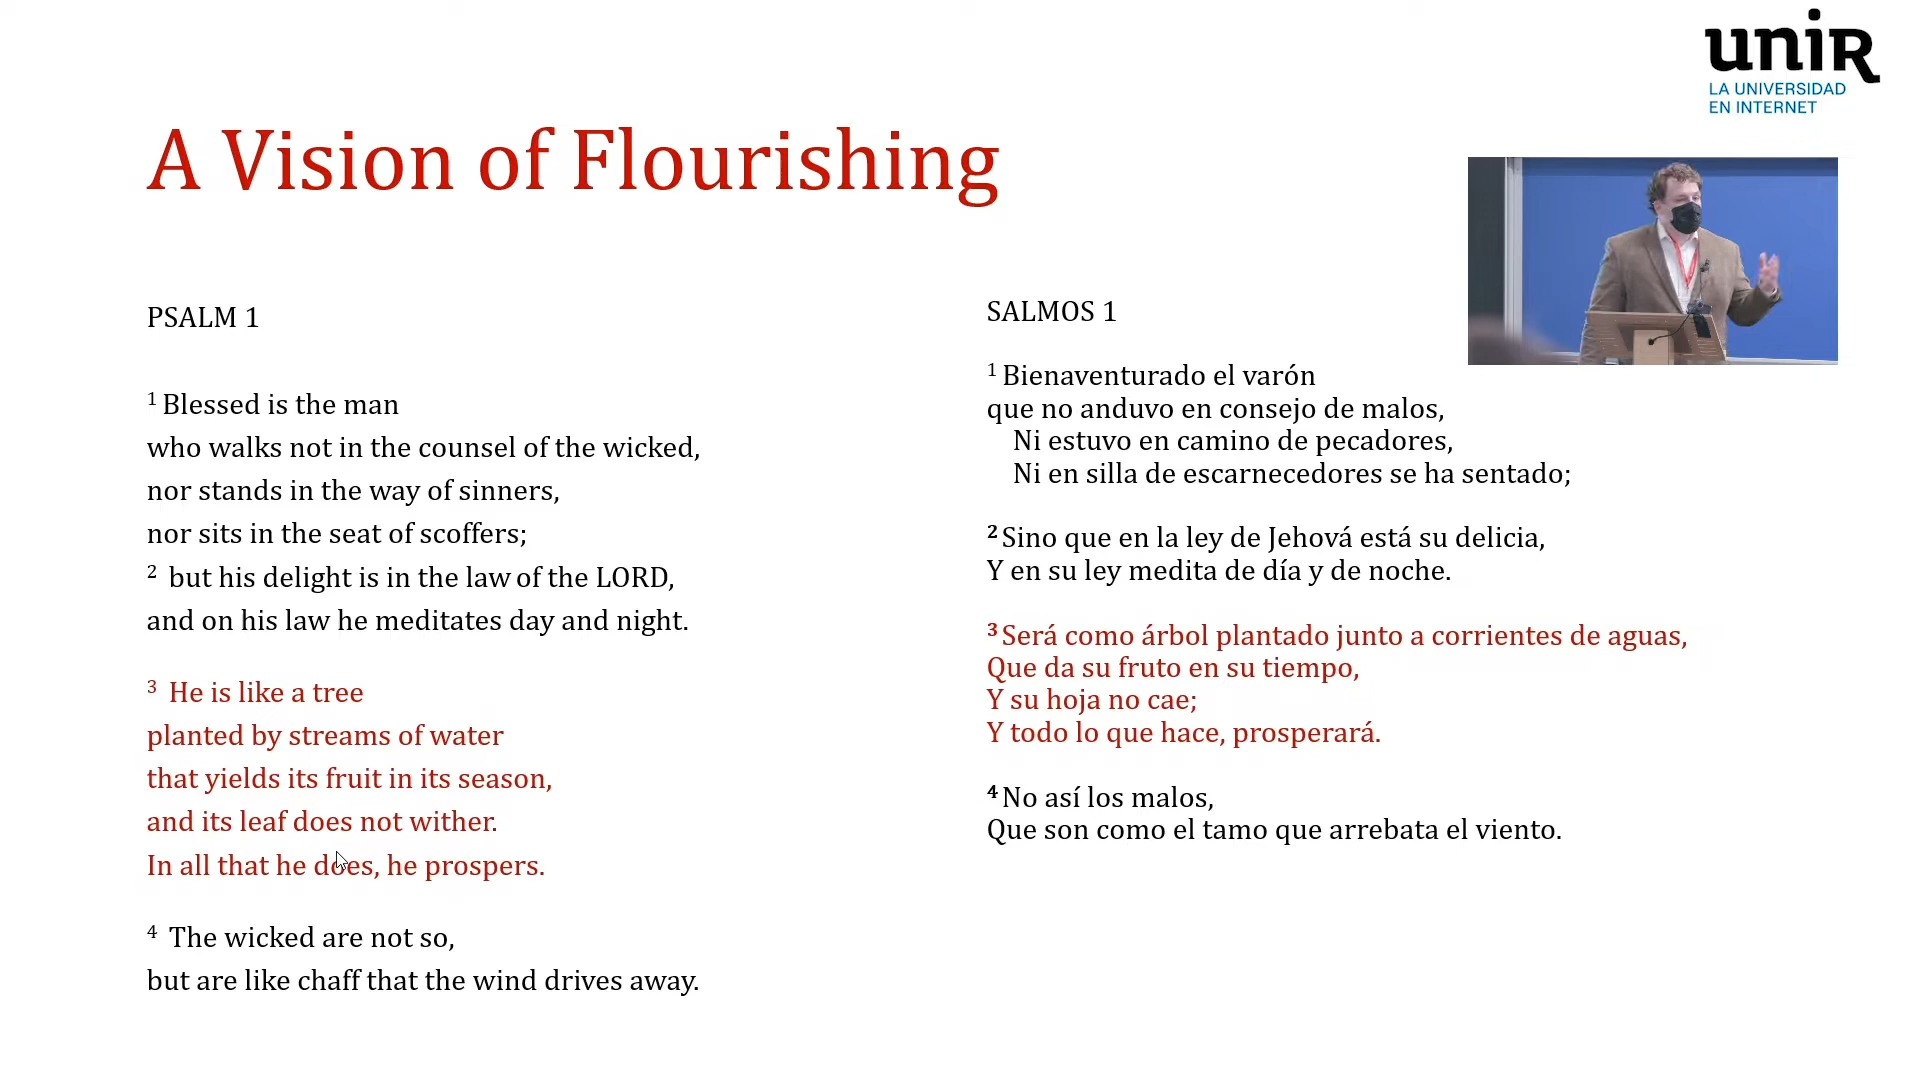 unir
LA UNIVERSIDAD
EN INTERNET
A Vision of Flourishing
PSALM 1
1 Blessed is the man
who walks not in the counsel of the wicked,
nor stands in the way of sinners,
nor sits in the seat of scoffers;
2 but his delight is in the law of the LORD,
and on his law he meditates day and night.
3 He is like a tree
planted by streams of water
that yields its fruit in its season,
and its leaf does not wither.
In all that he does, he prospers.
4 The wicked are not so,
but are like chaff that the wind drives away.
SALMOS 1
1 Bienaventurado el varón
que no anduvo en consejo de malos,
Ni estuvo en camino de pecadores,
Ni en silla de escarnecedores se ha sentado;
2 Sino que en la ley de Jehová está su delicia,
Y en su ley medita de día y de noche.
3 Será como árbol plantado junto a corrientes de aguas,
Que da su fruto en su tiempo,
Y su hoja no cae;
Y todo lo que hace, prosperará.
4 No así los malos,
Que son como el tamo que arrebata el viento.